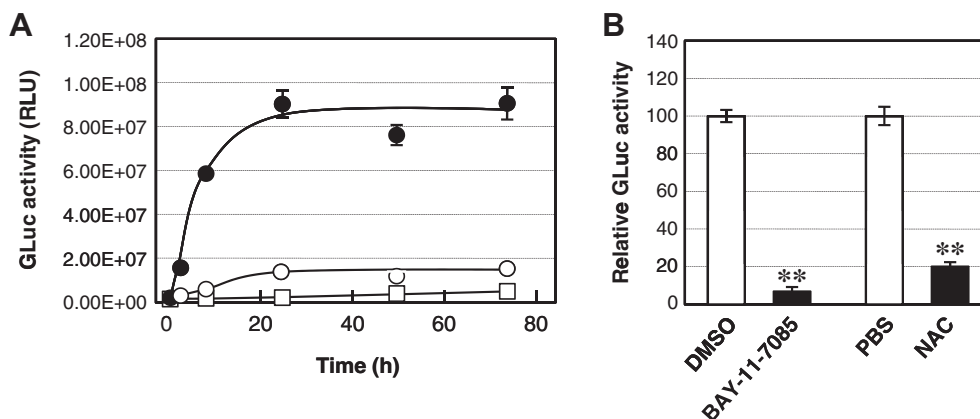 A
GLuc activity (RLU)
1.20E+08
1.00E+08
8.00E+07
6.00E+07
4.00E+07
2.00E+07
0.00E+00
0 20 40 60 80
Time (h)
B
Relative GLuc activity
140
120
100
80
60
40
20
0
** **
DMSO BAY-11-7085 PBS NAC